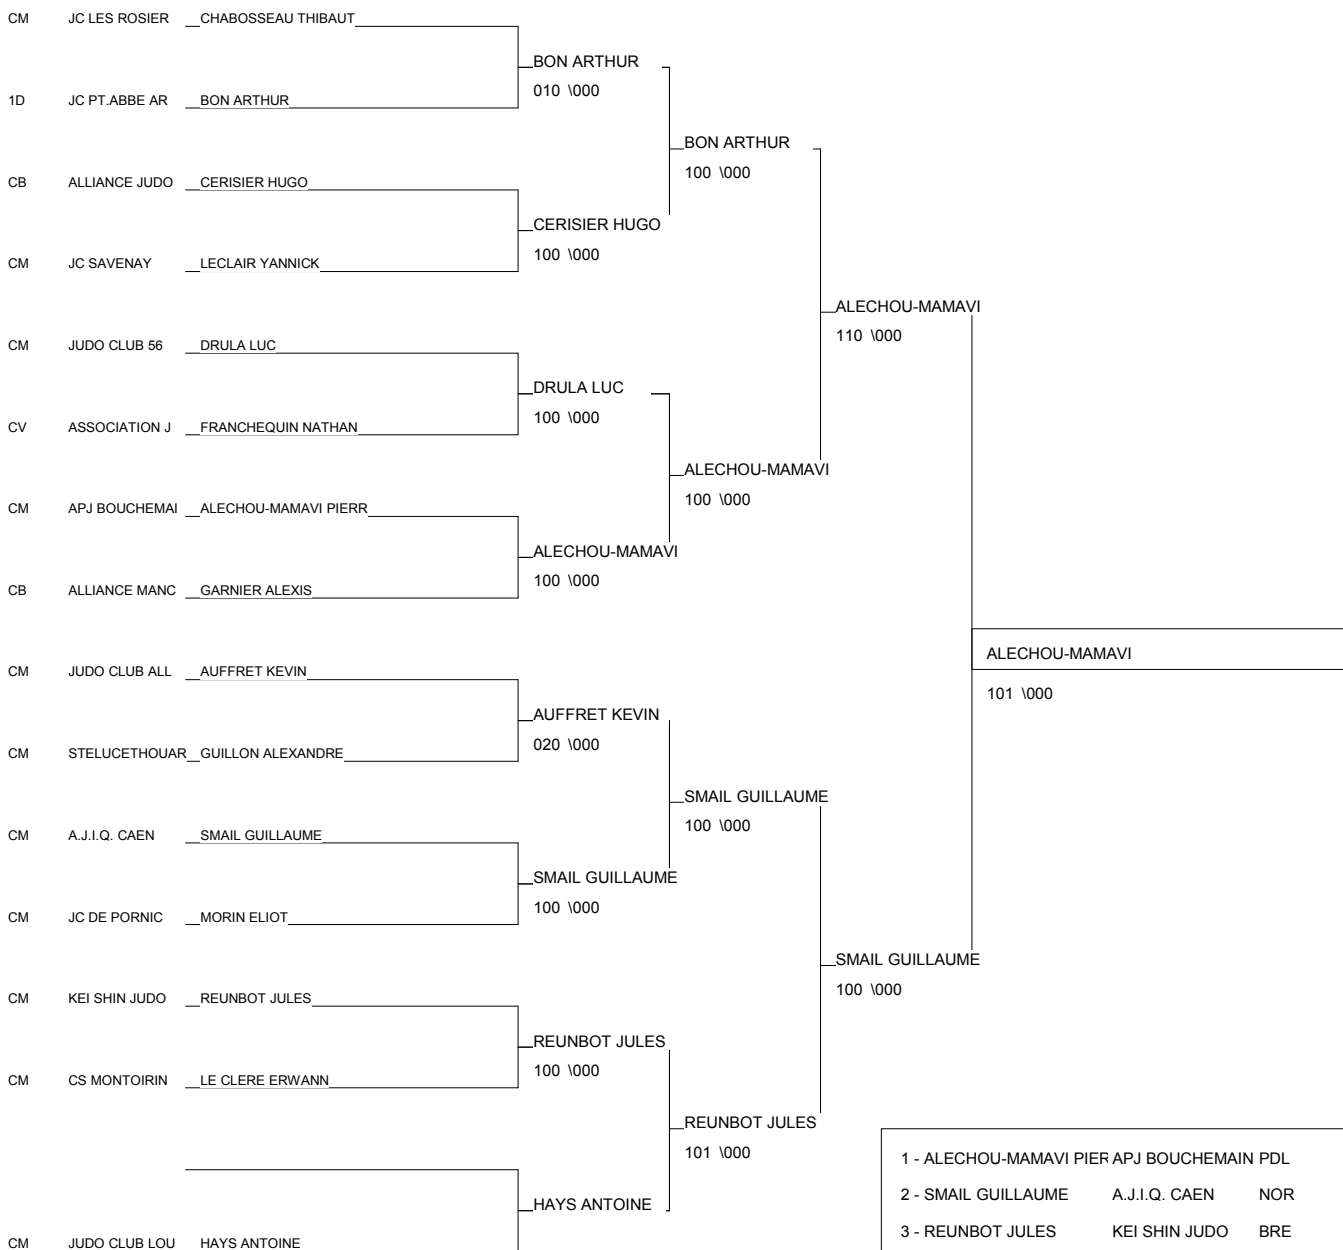 CM JC LES ROSIER CHABOSSEAU THIBAUT
BON ARTHUR
010 \000
1D JC PT.ABBE AR BON ARTHUR
BON ARTHUR
100 \000
CB ALLIANCE JUDO CERISIER HUGO
CERISIER HUGO
100 \000
CM JC SAVENAY LECLAIR YANNICK
ALECHOU-MAMAVI
110 \000
CM JUDO CLUB 56 DRULA LUC
DRULA LUC
100 \000
CV ASSOCIATION J FRANCHEQUIN NATHAN
ALECHOU-MAMAVI
100 \000
CM APJ BOUCHEMAI ALECHOU-MAMAVI PIERR
ALECHOU-MAMAVI
100 \000
CB ALLIANCE MANC GARNIER ALEXIS
ALECHOU-MAMAVI
101 \000
CM JUDO CLUB ALL AUFFRET KEVIN
AUFFRET KEVIN
020 \000
CM STELUCETHOUAR GUILLON ALEXANDRE
SMAIL GUILLAUME
100 \000
CM A.J.I.Q. CAEN SMAIL GUILLAUME
SMAIL GUILLAUME
100 \000
CM JC DE PORNIC MORIN ELIOT
SMAIL GUILLAUME
100 \000
CM KEI SHIN JUDO REUNBOT JULES
REUNBOT JULES
100 \000
CM CS MONTOIRIN LE CLERE ERWANN
REUNBOT JULES
101 \000
HAYS ANTOINE
CM JUDO CLUB LOU HAYS ANTOINE
1 - ALECHOU-MAMAVI PIER APJ BOUCHEMAIN PDL
2 - SMAIL GUILLAUME A.J.I.Q. CAEN NOR
3 - REUNBOT JULES KEI SHIN JUDO BRE